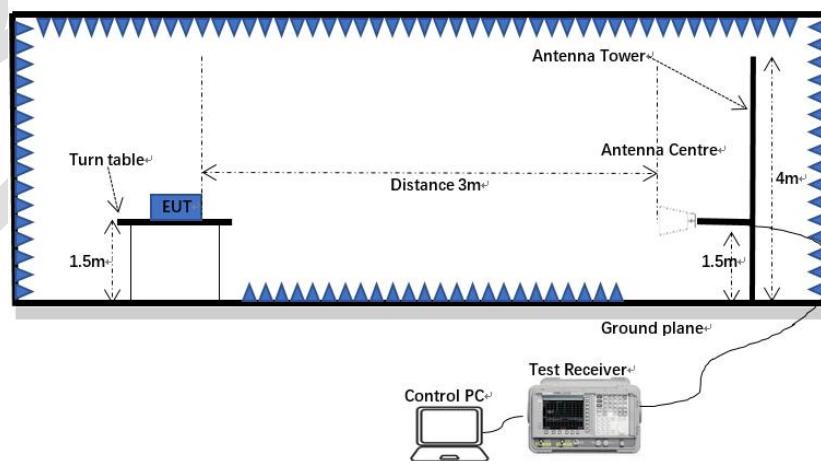 Antenna Tower↵
Turn table↵
Antenna Centre
Distance 3m↵
4m↵
EUT
1.5m↵
1.5m↵
Ground plane↵
Test Receiver↵
Control PC↵